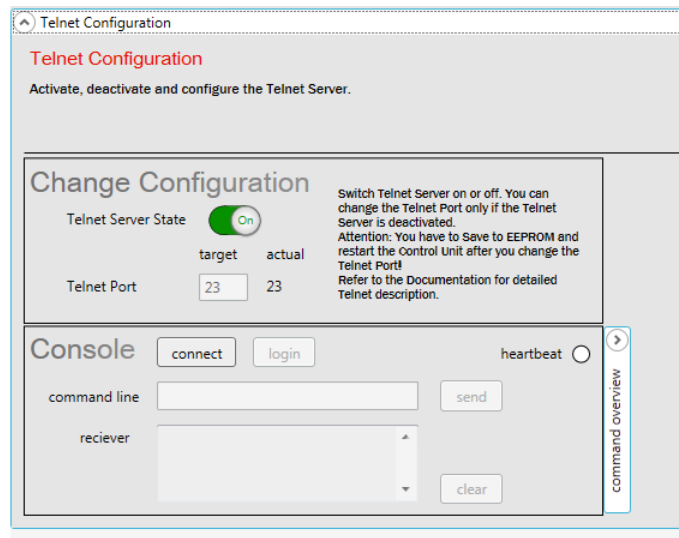 Telnet Configuration
Telnet Configuration
Activate, deactivate and configure the Telnet Server.
Change Configuration
Telnet Server State
On
target
actual
Telnet Port
23
23
Switch Telnet Server on or off. You can
change the Telnet Port only if the Telnet
Server is deactivated.
Attention: You have to Save to EEPROM and
restart the Control Unit after you change the
Telnet Port!
Refer to the Documentation for detailed
Telnet description.
Console
connect
login
heartbeat
command line
send
reciever
clear
command overview